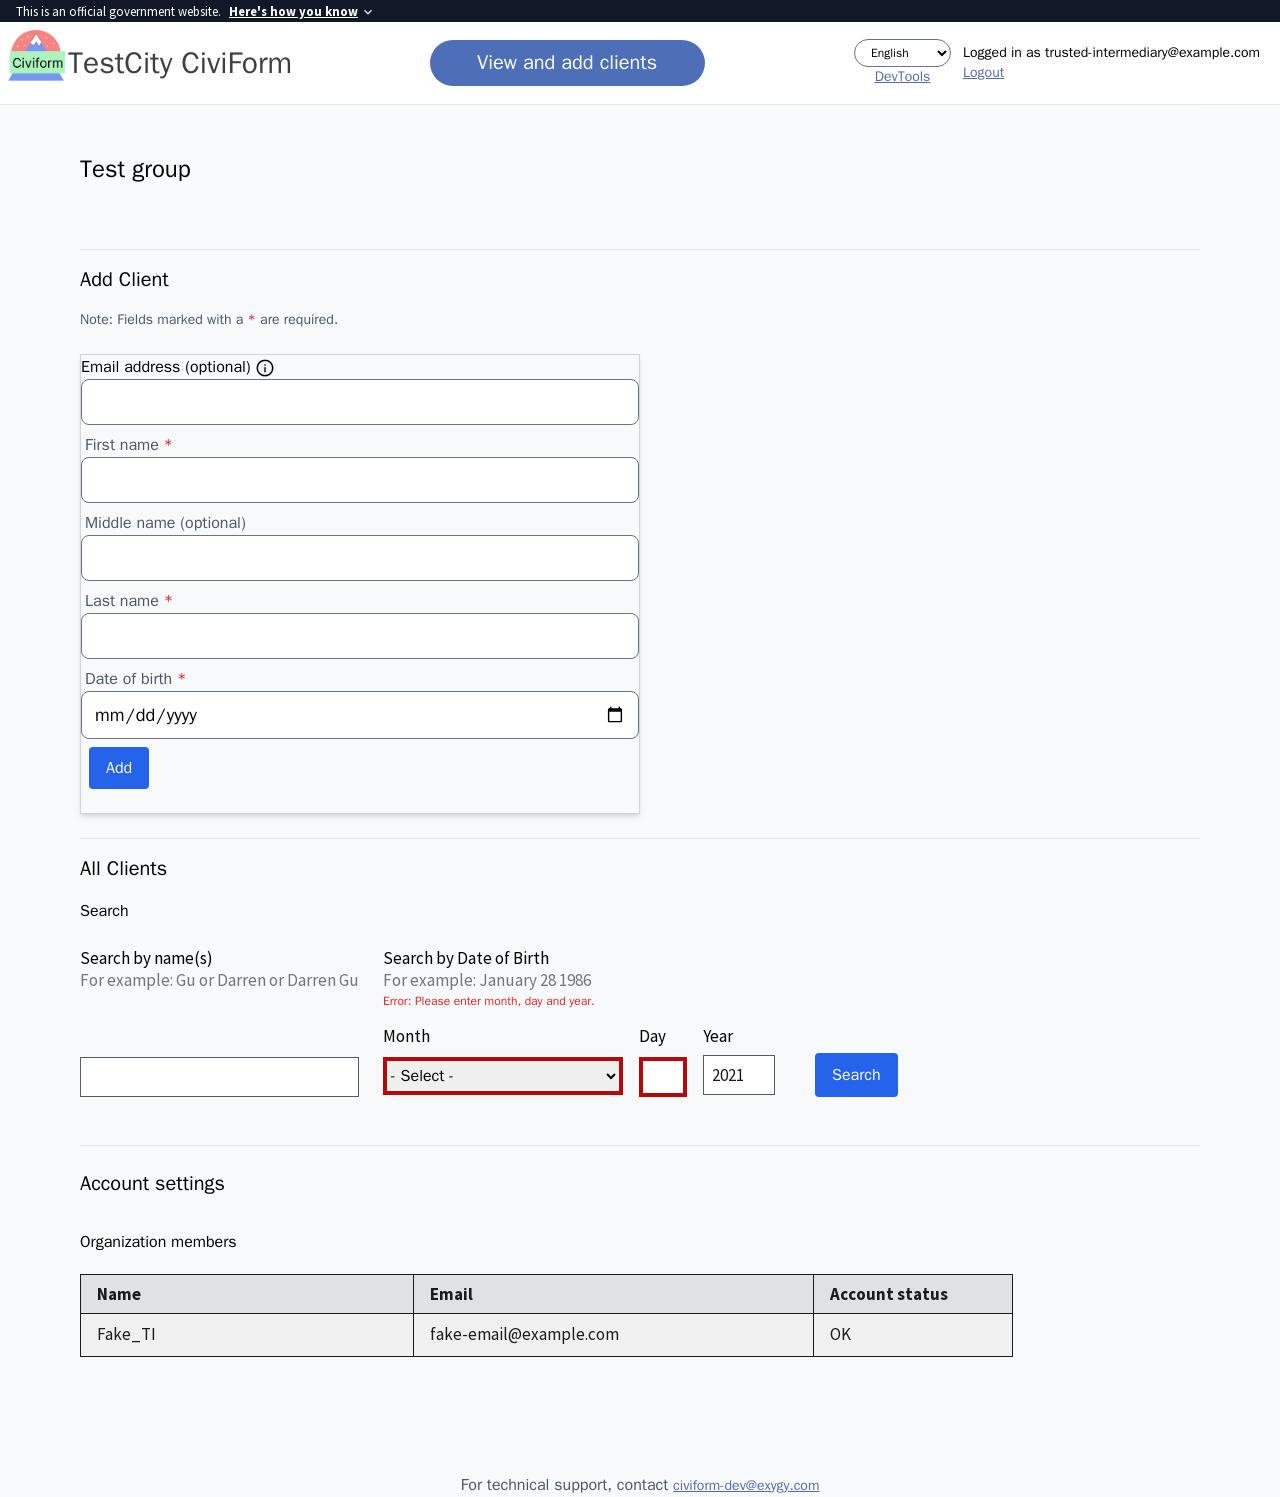 This is an official government website. Here's how you know
Civiform TestCity CiviForm
View and add clients
English
DevTools
Logged in as trusted-intermediary@example.com
Logout
Test group
Add Client
Note: Fields marked with a * are required.
Email address (optional)
First name *
Middle name (optional)
Last name *
Date of birth *
mm/dd/yyyy
Add
All Clients
Search
Search by name(s)
For example: Gu or Darren or Darren Gu
Search by Date of Birth
For example: January 28 1986
Error: Please enter month, day and year.
Month Day Year
- Select - 2021 Search
Account settings
Organization members
Name Email Account status
Fake_TI fake-email@example.com OK
For technical support, contact civiform-dev@exygy.com